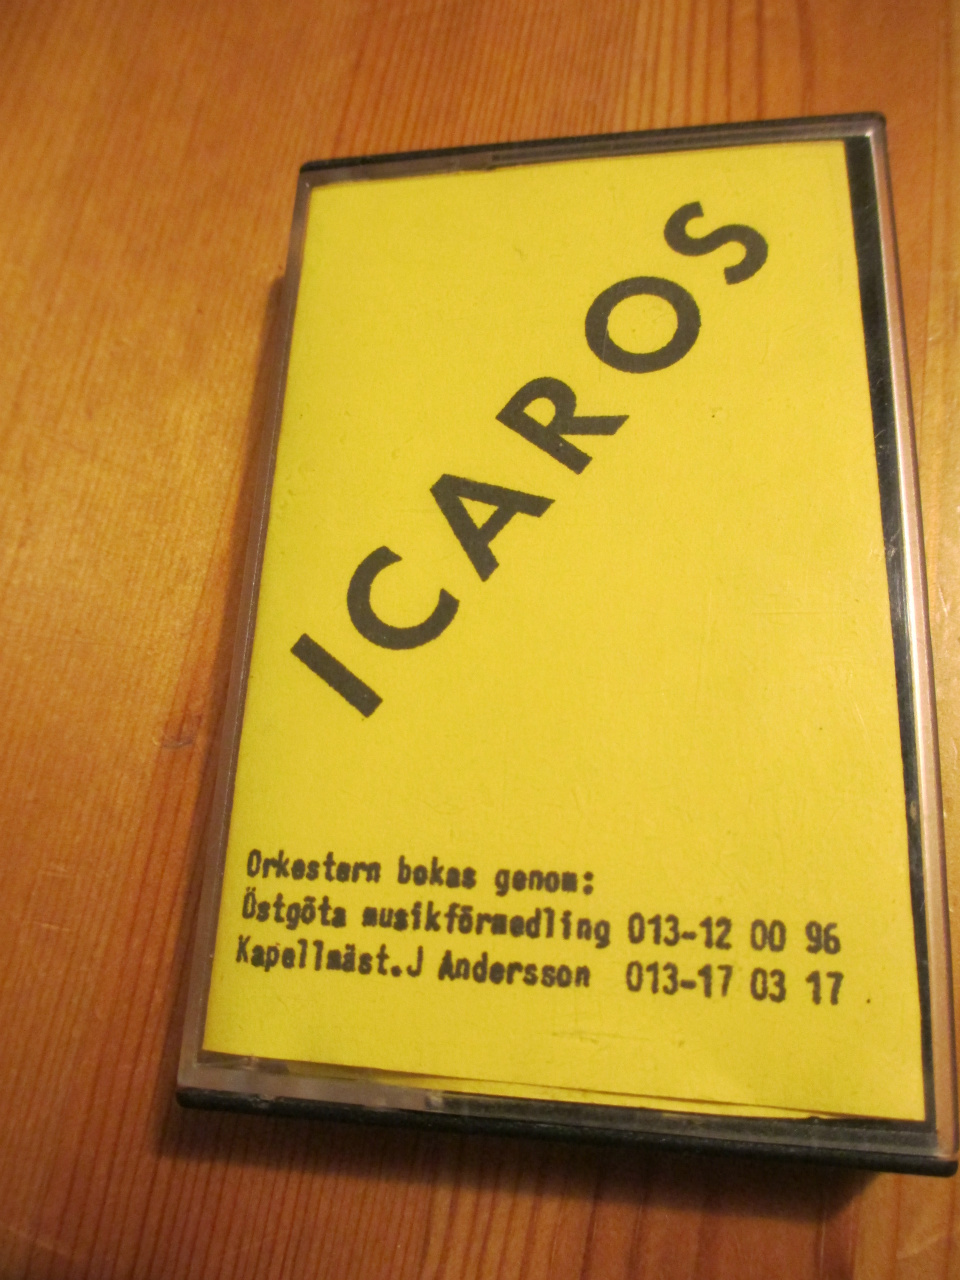 ICAROS
Orkestern bokas genom:
Östgöta musikförmedling 013-12 00 96
Kapellmäst.J Andersson 013-17 03 17